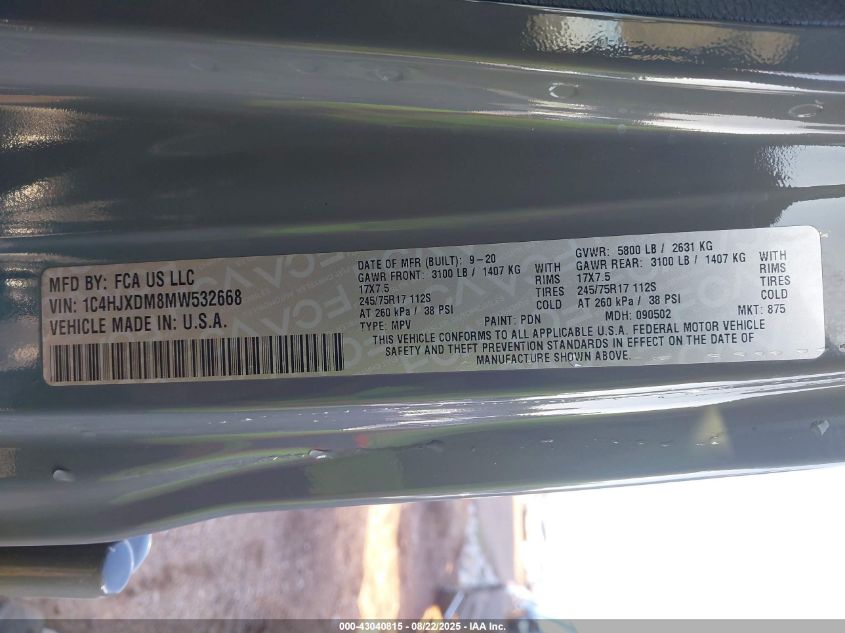 MFD BY: FCA US LLC
VIN: 1C4HJXDM8MW532668
VEHICLE MADE IN: U.S.A.
DATE OF MFR (BUILT): 9-20
GAWR FRONT: 3100 LB / 1407 KG WITH
17X7.5 RIMS
245/75R17 112S TIRES
AT 260 kPa / 38 PSI COLD
TYPE: MPV PAINT: PDN
GVWR: 5800 LB / 2631 KG
GAWR REAR: 3100 LB / 1407 KG WITH
17X7.5 RIMS
245/75R17 112S TIRES
AT 260 kPa / 38 PSI COLD
MDH: 090502 MKT: 875
THIS VEHICLE CONFORMS TO ALL APPLICABLE U.S.A. FEDERAL MOTOR VEHICLE
SAFETY AND THEFT PREVENTION STANDARDS IN EFFECT ON THE DATE OF
MANUFACTURE SHOWN ABOVE.
000-43040815 - 08/22/2025 - IAA Inc.